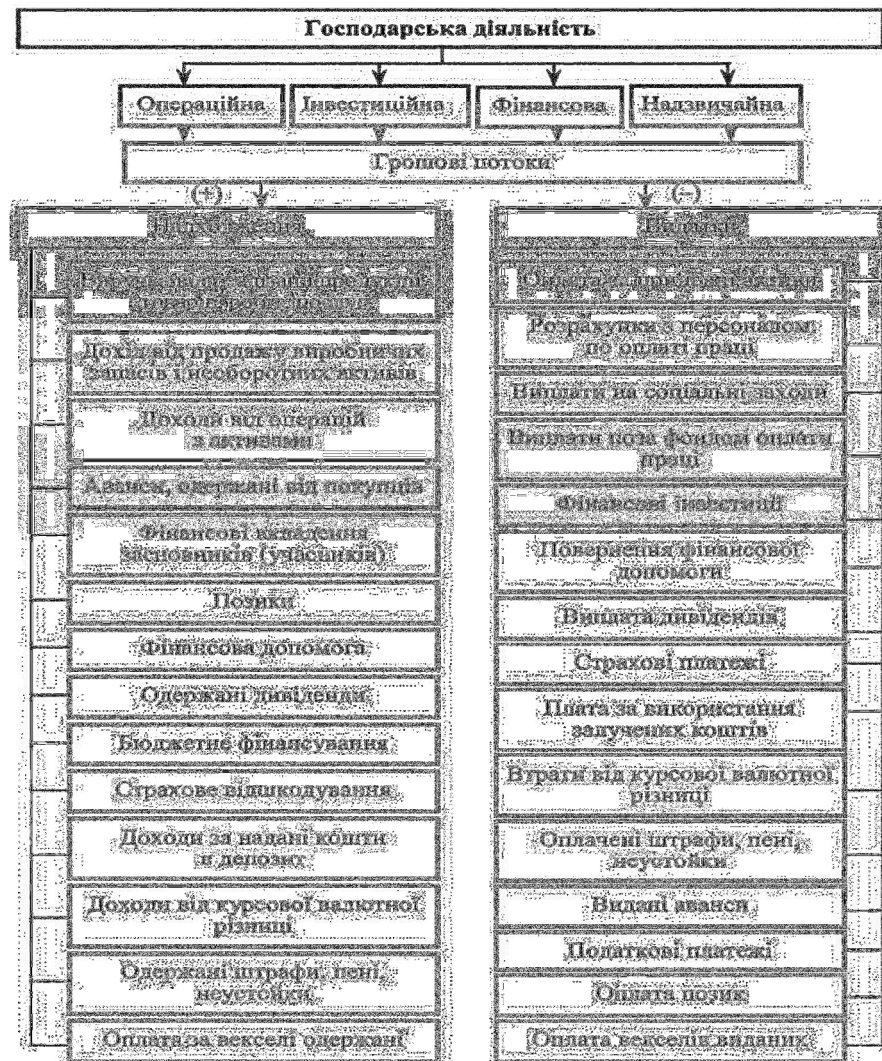 Господарська діяльність
Операційна
Інвестиційна
Фінансова
Надзвичайна
Грошові потоки
(+)
(−)
Дохід від продажу виробничих
запасів і необоротних активів
Доходи від операцій
з активами
Аванси, одержані від покупців
Фінансові вкладення
засновників (учасників)
Позики
Фінансова допомога
Одержані дивіденди
Бюджетне фінансування
Страхове відшкодування
Доходи за надані кошти
в депозит
Доходи від курсової валютної
різниці
Одержані штрафи, пені,
неустойки
Оплата за векселі одержані
Розрахунки з персоналом
по оплаті праці
Виплати на соціальні заходи
Виплати поза фондом оплати
праці
Фінансові інвестиції
Повернення фінансової
допомоги
Виплата дивідендів
Страхові платежі
Плата за використання
залучених коштів
Втрати від курсової валютної
різниці
Оплачені штрафи, пені,
неустойки
Видані аванси
Податкові платежі
Оплата позик
Оплата векселів виданих